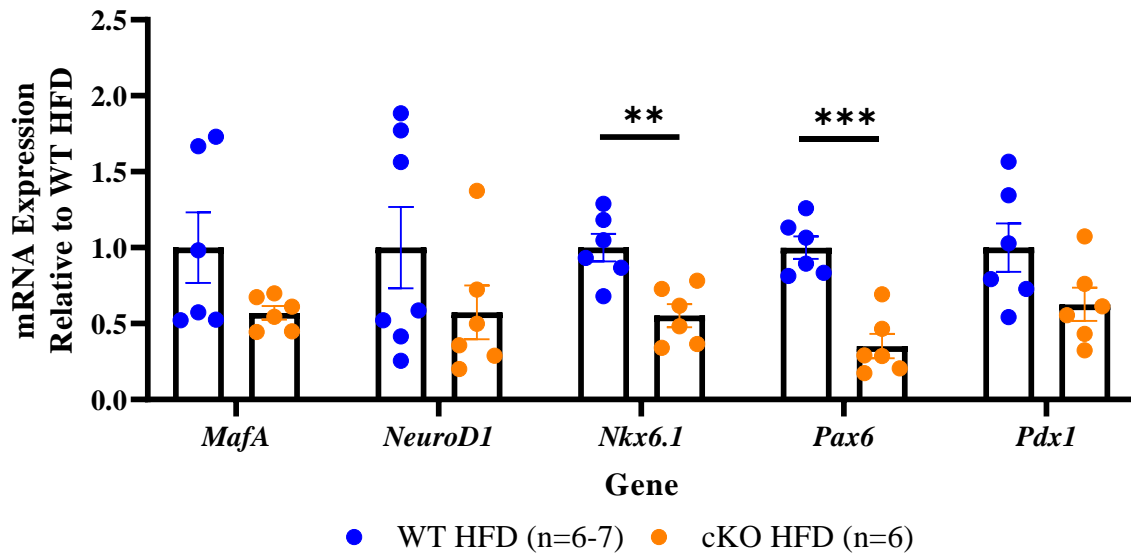 mRNA Expression
Relative to WT HFD
2.5
2.0
1.5
1.0
0.5
0.0
**
***
MafA
NeuroD1
Nkx6.1
Pax6
Pdx1
Gene
WT HFD (n=6-7)
cKO HFD (n=6)